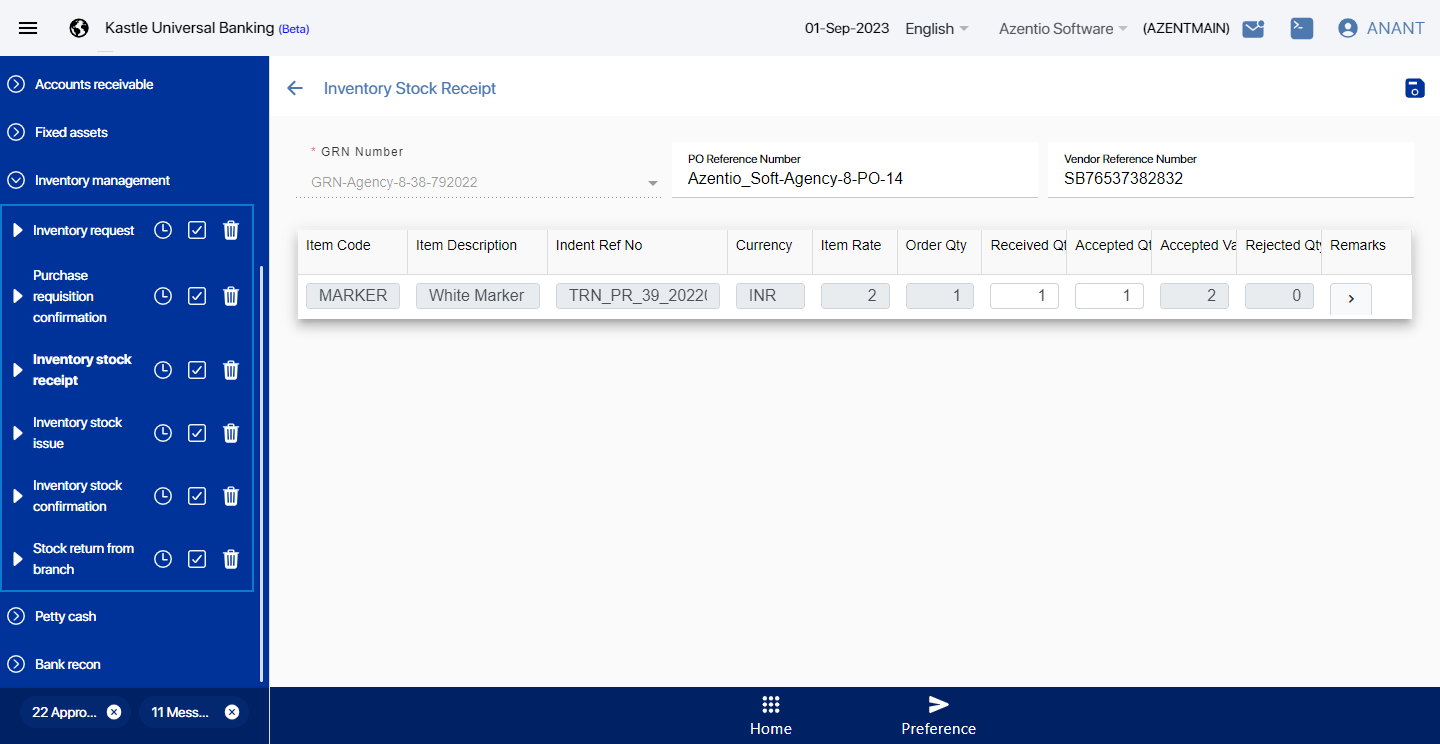 Kastle Universal Banking (Beta)
01-Sep-2023 English Azentio Software (AZENTMAIN) ANANT
Accounts receivable
Fixed assets
Inventory management
Inventory request
Purchase
requisition
confirmation
Inventory stock
receipt
Inventory stock
issue
Inventory stock
confirmation
Stock return from
branch
Petty cash
Bank recon
22 Appro...
11 Mess...
Inventory Stock Receipt
* GRN Number
GRN-Agency-8-38-792022
PO Reference Number
Azentio_Soft-Agency-8-PO-14
Vendor Reference Number
SB76537382832
Item Code Item Description Indent Ref No Currency Item Rate Order Qty Received Qt Accepted Qt Accepted Va Rejected Qty Remarks
MARKER White Marker TRN_PR_39_2022( INR 2 1 1 1 2 0
Home
Preference